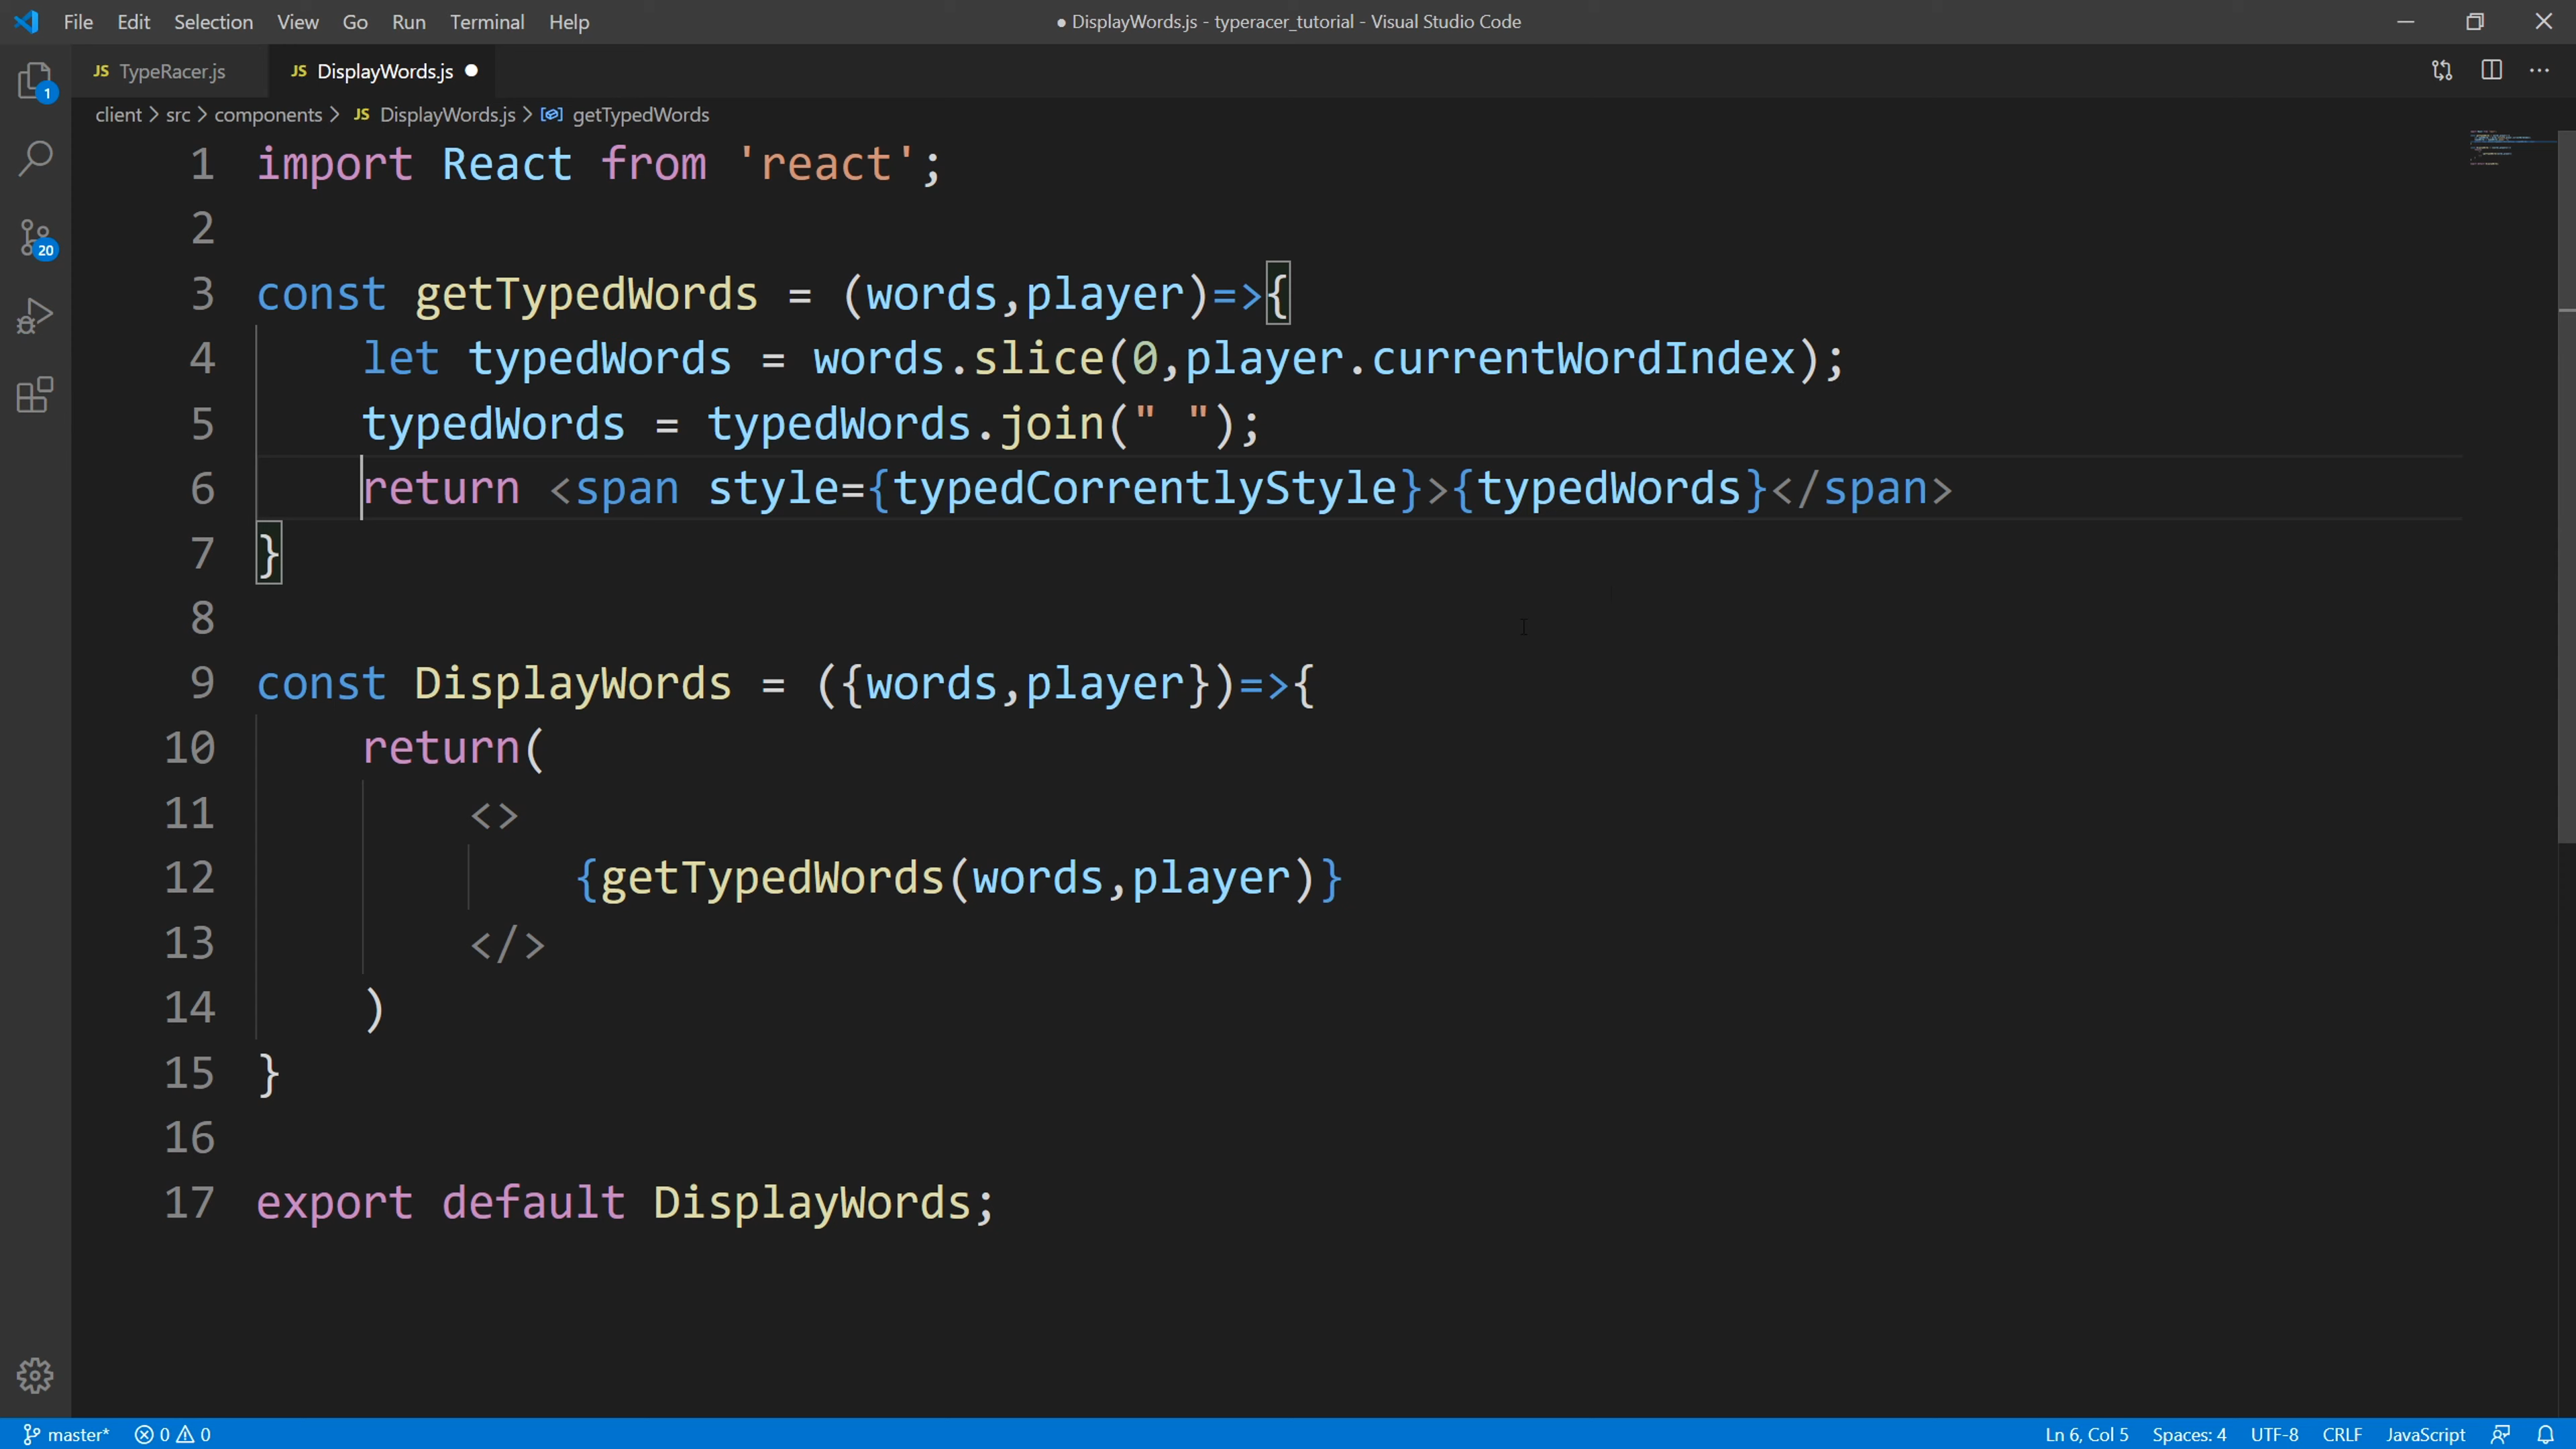 File Edit Selection View Go Run Terminal Help
● DisplayWords.js - typeracer_tutorial - Visual Studio Code
JS TypeRacer.js JS DisplayWords.js ●
client > src > components > JS DisplayWords.js > getTypedWords
1
20
1 import React from 'react';
2
3 const getTypedWords = (words,player)=>{
4 let typedWords = words.slice(0,player.currentWordIndex);
5 typedWords = typedWords.join(" ");
6 return <span style={typedCorrentlyStyle}>{typedWords}</span>
7 }
8
9 const DisplayWords = ({words,player})=>{
10 return(
11 <>
12 {getTypedWords(words,player)}
13 </>
14 )
15 }
16
17 export default DisplayWords;
master* 0 0 Ln 6, Col 5 Spaces: 4 UTF-8 CRLF JavaScript